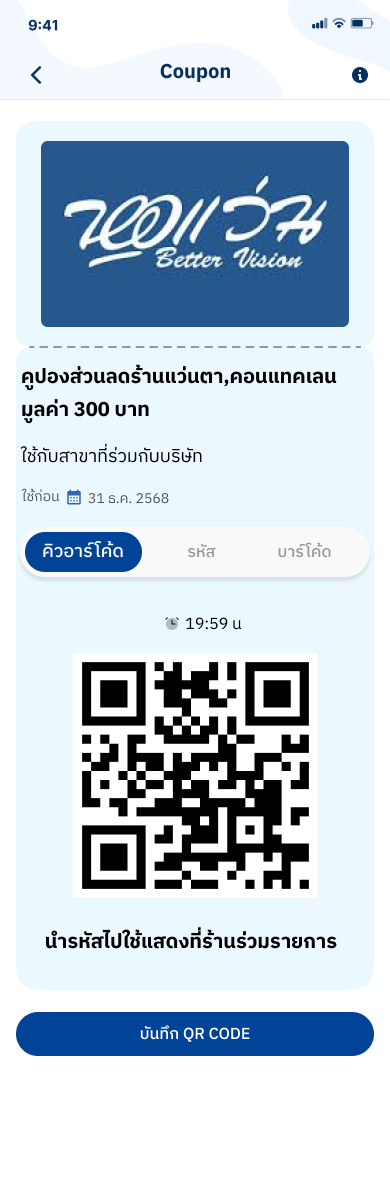 9:41
Coupon
หอแว่น
Better Vision
คูปองส่วนลดร้านแว่นตา,คอนแทคเลน
มูลค่า 300 บาท
ใช้กับสาขาที่ร่วมกับบริษัท
ใช้ก่อน 31 ธ.ค. 2568
คิวอาร์โค้ด รหัส บาร์โค้ด
19:59 น
นำรหัสไปใช้แสดงที่ร้านร่วมรายการ
บันทึก QR CODE